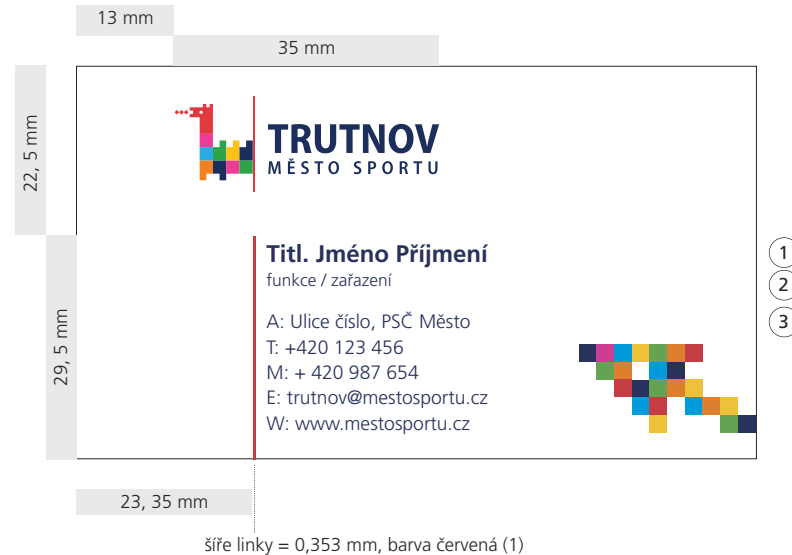 13 mm
35 mm
22, 5 mm
TRUTNOV
MĚSTO SPORTU
29, 5 mm
Titl. Jméno Příjmení
1
funkce / zařazení
2
A: Ulice číslo, PSČ Město
3
T: +420 123 456
M: + 420 987 654
E: trutnov@mestosportu.cz
W: www.mestosportu.cz
23, 35 mm
šíře linky = 0,353 mm, barva červená (1)